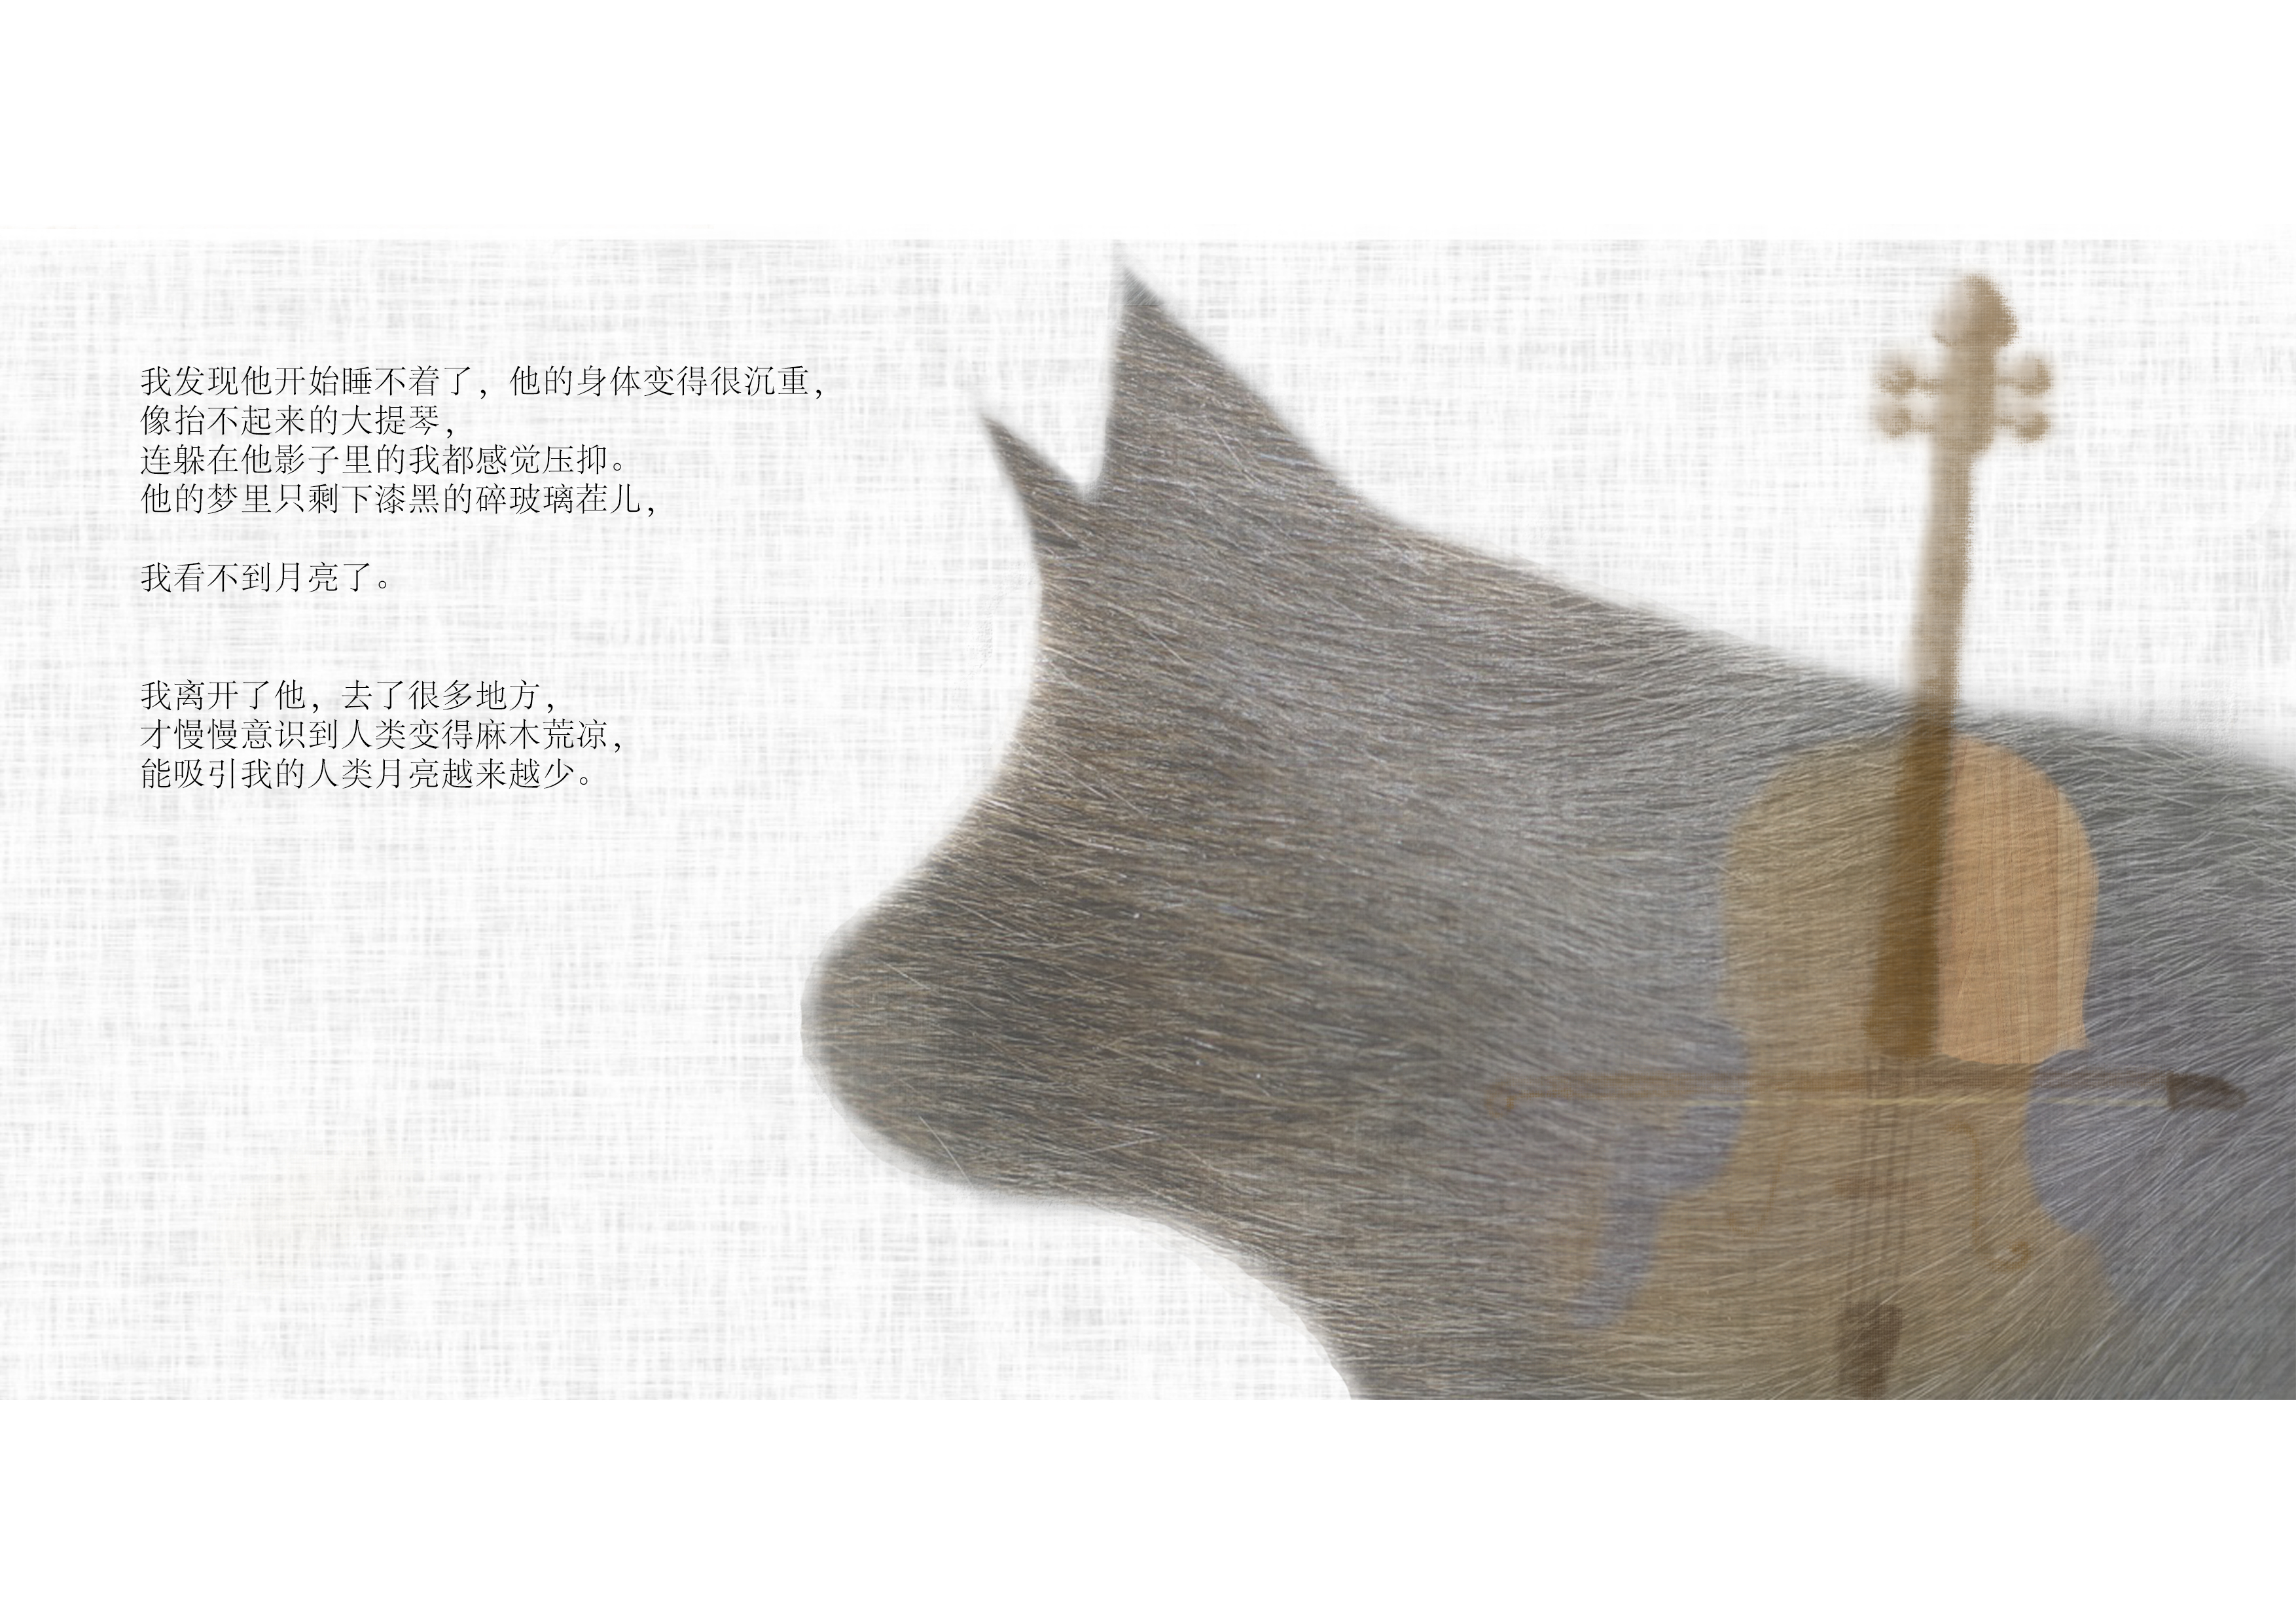 我发现他开始睡不着了，他的身体变得很沉重，
像抬不起来的大提琴，
连躲在他影子里的我都感觉压抑。
他的梦里只剩下漆黑的碎玻璃茬儿，
我看不到月亮了。
我离开了他，去了很多地方，
才慢慢意识到人类变得麻木荒凉，
能吸引我的人类月亮越来越少。